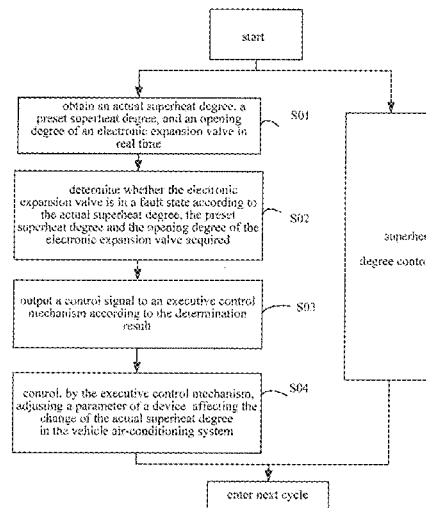 start
obtain an actual superheat degree, a
preset superheat degree, and an opening
degree of an electronic expansion valve in
real time
S01
determine whether the electronic
expansion valve is in a fault state according
to the actual superheat degree, the preset
superheat degree and the opening degree of the
electronic expansion valve acquired
S02
output a control signal to an executive control
mechanism according to the determination
result
S03
control, by the executive control mechanism,
adjusting a parameter of a device affecting the
change of the actual superheat degree
in the vehicle air-conditioning system
S04
superhe
degree contro
enter next cycle